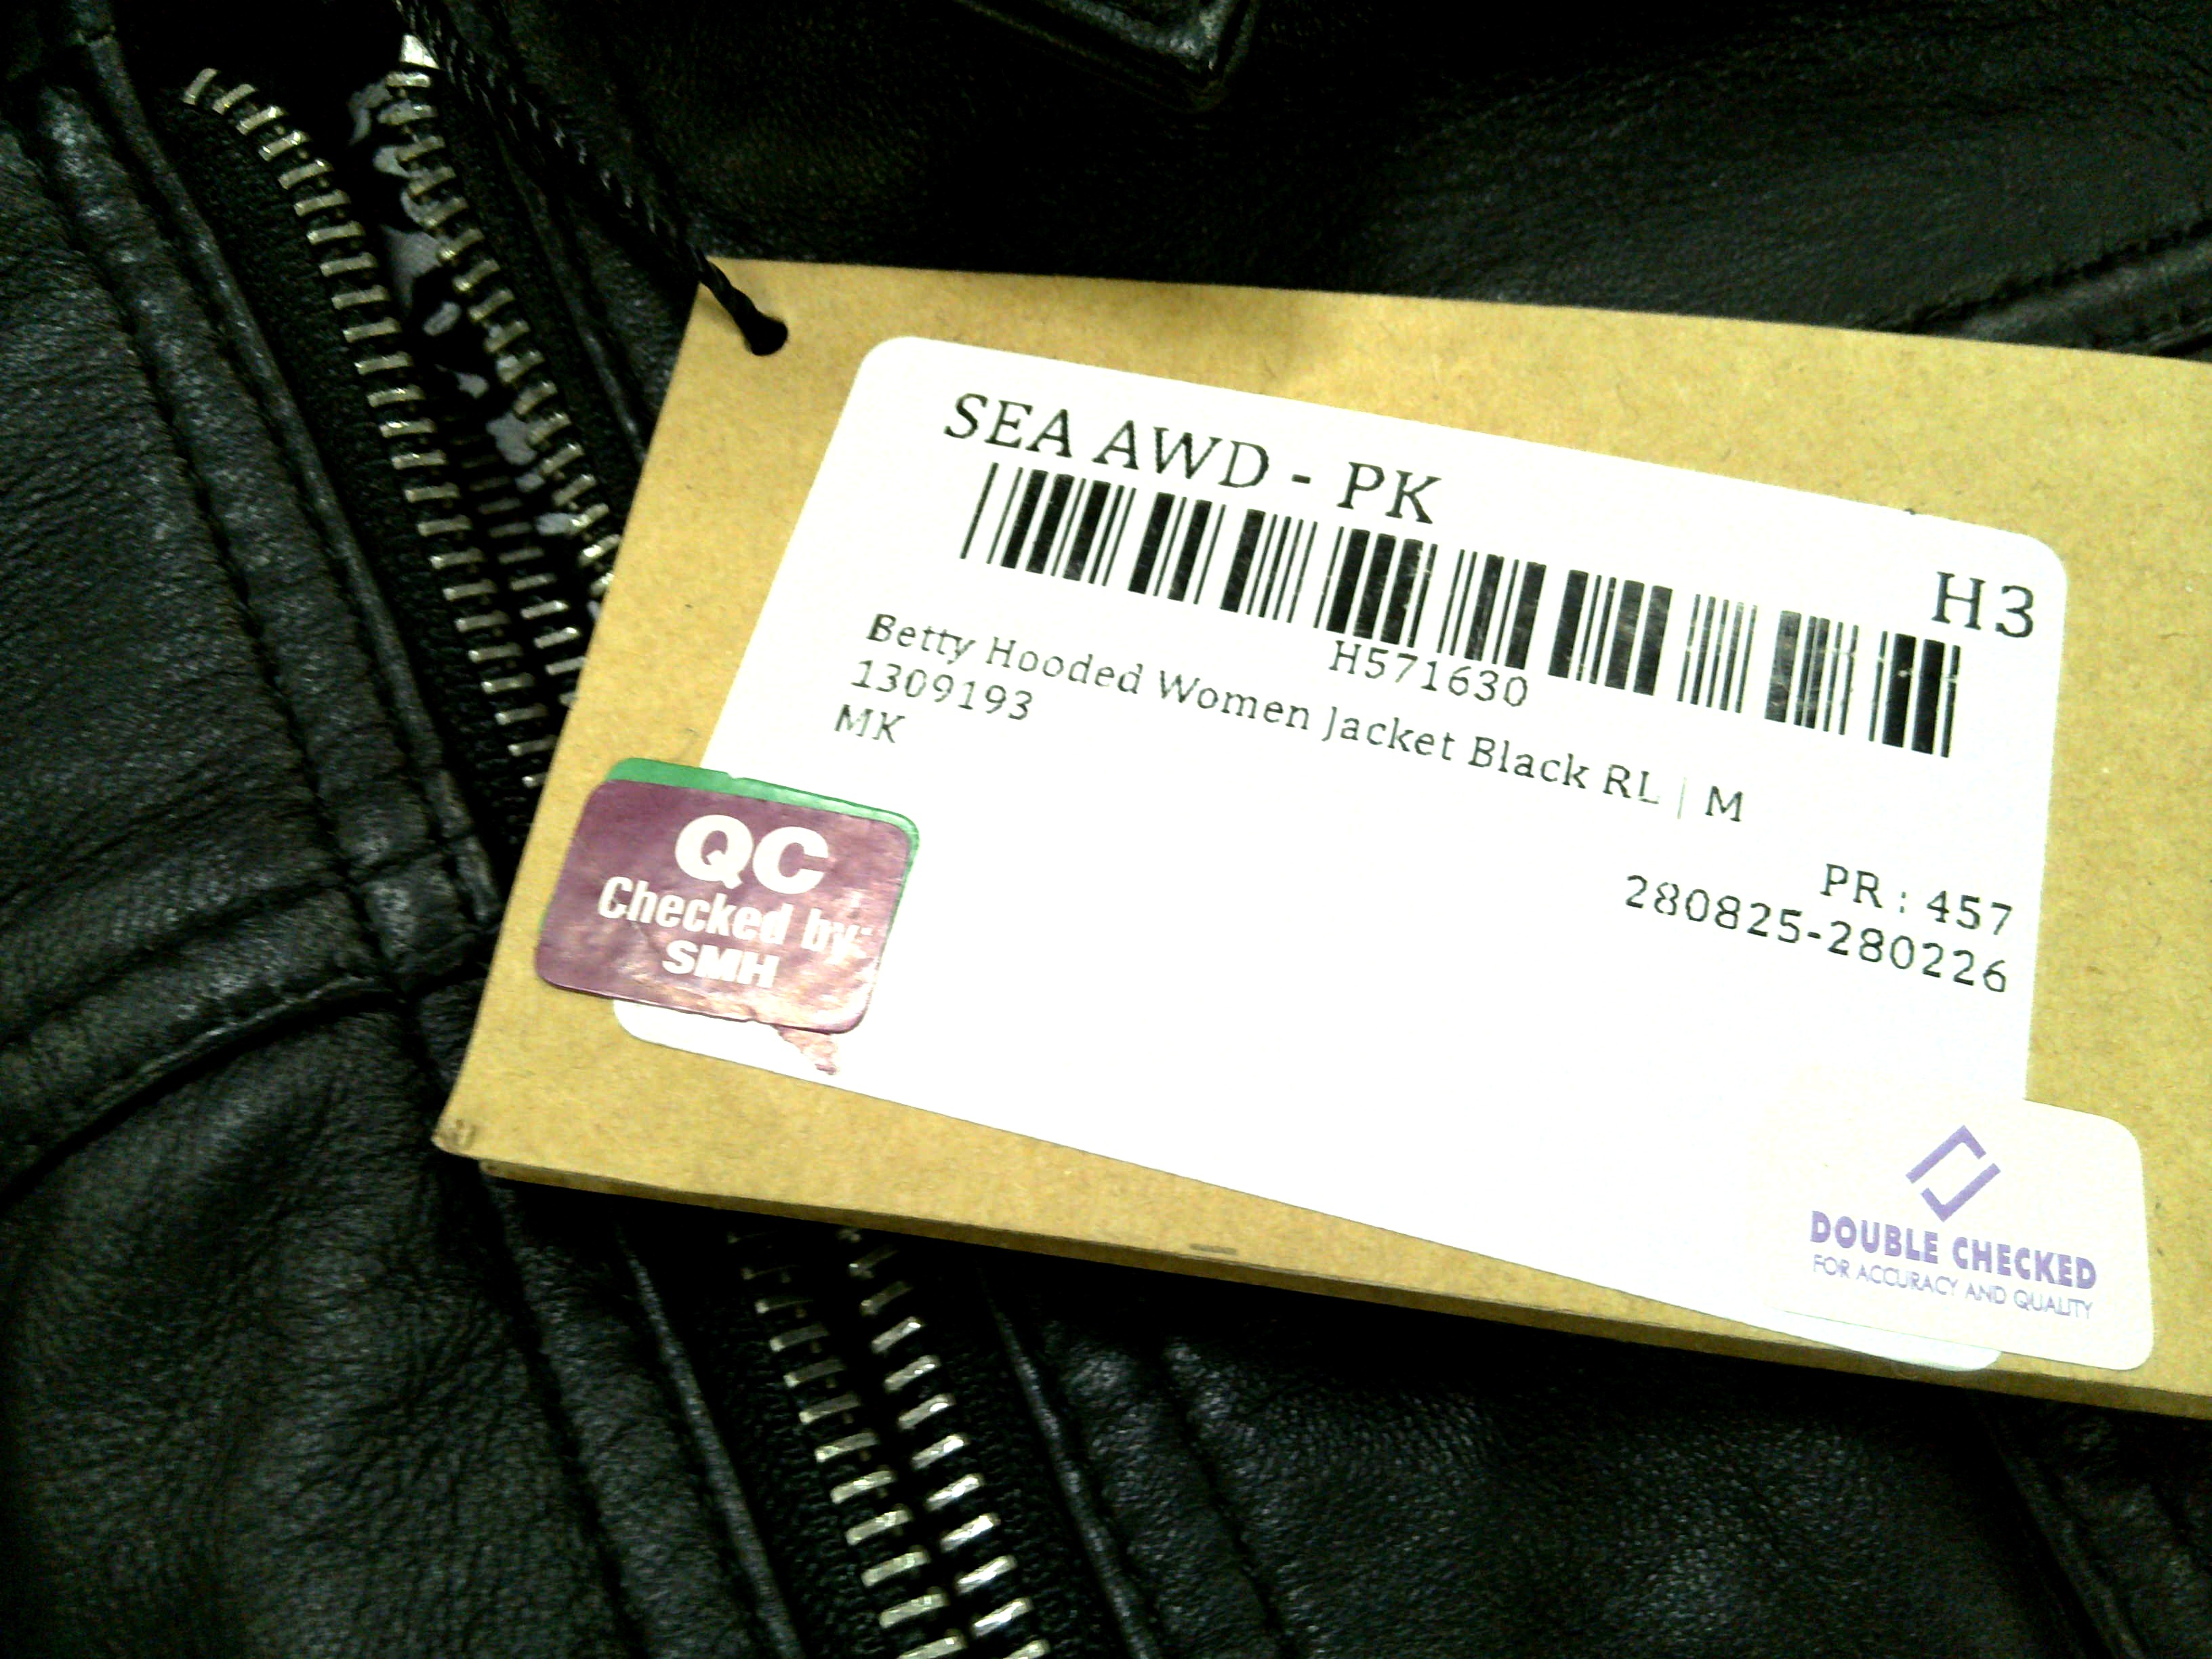 SEA AWD - PK
H3
H571630
Betty Hooded Women Jacket Black RL | M
1309193
MK
PR : 457
280825-280226
QC
Checked by:
SMH
DOUBLE CHECKED
FOR ACCURACY AND QUALITY